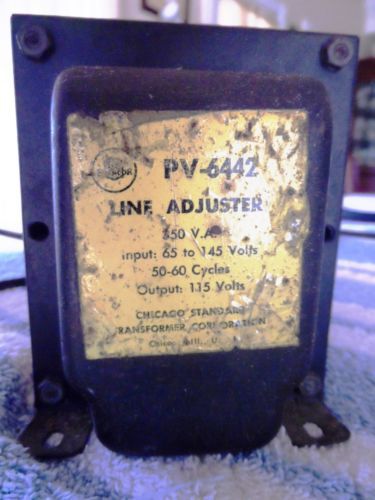 PV-6442
LINE ADJUSTER
350 V.A.
Input: 65 to 145 Volts
50-60 Cycles
Output: 115 Volts
CHICAGO STANDARD
TRANSFORMER CORPORATION